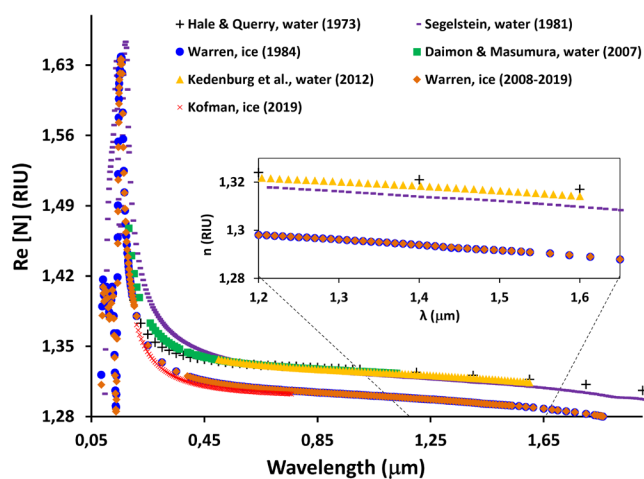 Hale & Querry, water (1973)
Segelstein, water (1981)
Warren, ice (1984)
Daimon & Masumura, water (2007)
Kedenburg et al., water (2012)
Warren, ice (2008-2019)
Kofman, ice (2019)
Re [N] (RIU)
1,63
1,56
1,49
1,42
1,35
1,28
n (RIU)
1,32
1,3
1,28
1,2
1,3
1,4
1,5
1,6
λ (μm)
0,05
0,45
0,85
1,25
1,65
Wavelength (μm)